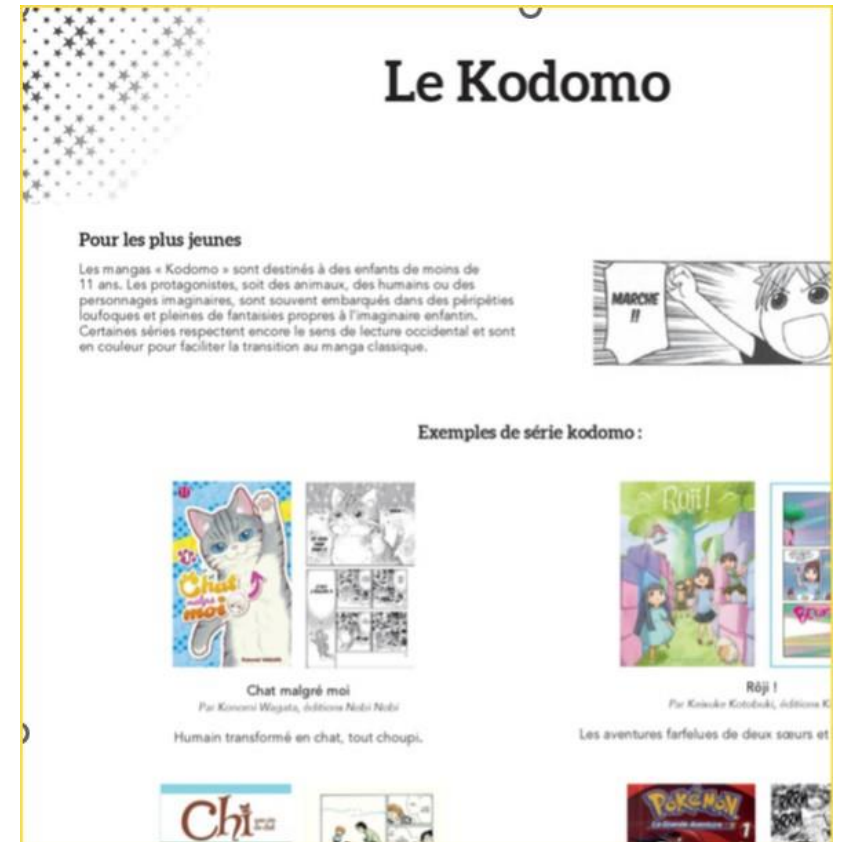 Le Kodomo
Pour les plus jeunes
Les mangas « Kodomo » sont destinés à des enfants de moins de
11 ans. Les protagonistes, soit des animaux, des humains ou des
personnages imaginaires, sont souvent embarqués dans des péripéties
loufoques et pleines de fantaisies propres à l'imaginaire enfantin.
Certaines séries respectent encore le sens de lecture occidental et sont
en couleur pour faciliter la transition au manga classique.
MARCHE
!!
Exemples de série kodomo :
Chat
malgré
moi
1
Rôji !
Chat malgré moi
Par Konomi Wagata, éditions Nobi Nobi
Humain transformé en chat, tout choupi.
Rôji !
Par Keisuke Kotobuki, éditions
Les aventures farfelues de deux sœurs et
Chi
POKÉMON
La Grande Aventure
1